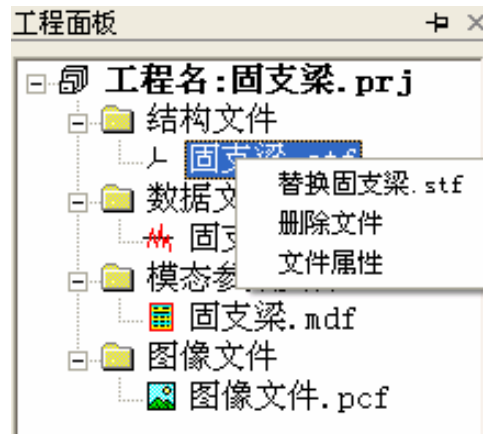 工程面板
工程名:固支梁.prj
结构文件
固支梁.stf
替换固支梁.stf
数据文
删除文件
固支
文件属性
模态参
固支梁.mdf
图像文件
图像文件.pcf